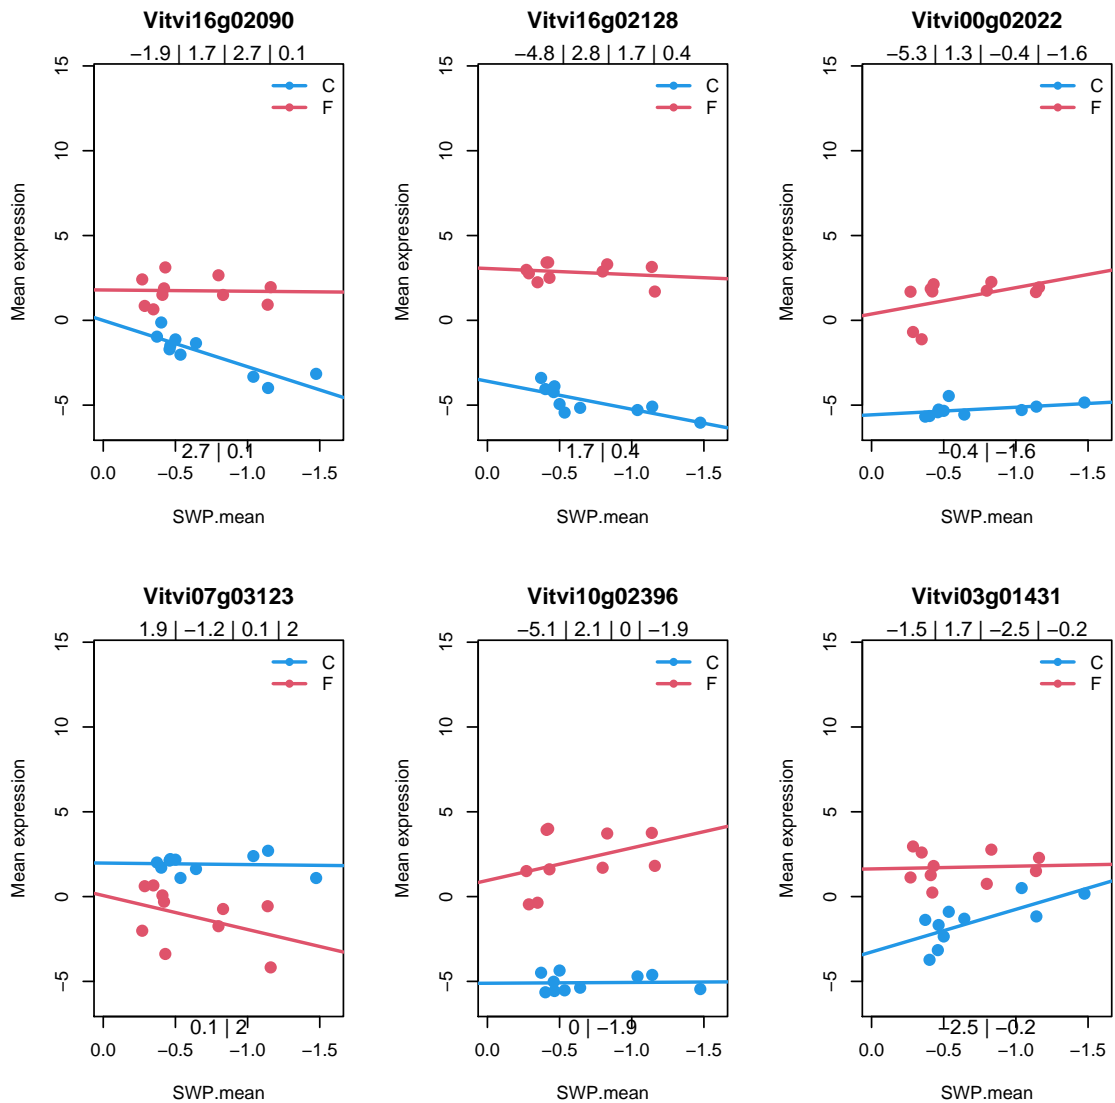 Vitvi16g02090
−1.9 | 1.7 | 2.7 | 0.1
C
F
15
10
5
0
−5
Mean expression
2.7 | 0.1
0.0 −0.5 −1.0 −1.5
SWP.mean
Vitvi16g02128
−4.8 | 2.8 | 1.7 | 0.4
C
F
15
10
5
0
−5
Mean expression
1.7 | 0.4
0.0 −0.5 −1.0 −1.5
SWP.mean
Vitvi00g02022
−5.3 | 1.3 | −0.4 | −1.6
C
F
15
10
5
0
−5
Mean expression
−0.4 | −1.6
0.0 −0.5 −1.0 −1.5
SWP.mean
Vitvi07g03123
1.9 | −1.2 | 0.1 | 2
C
F
15
10
5
0
−5
Mean expression
0.1 | 2
0.0 −0.5 −1.0 −1.5
SWP.mean
Vitvi10g02396
−5.1 | 2.1 | 0 | −1.9
C
F
15
10
5
0
−5
Mean expression
0 | −1.9
0.0 −0.5 −1.0 −1.5
SWP.mean
Vitvi03g01431
−1.5 | 1.7 | −2.5 | −0.2
C
F
15
10
5
0
−5
Mean expression
−2.5 | −0.2
0.0 −0.5 −1.0 −1.5
SWP.mean